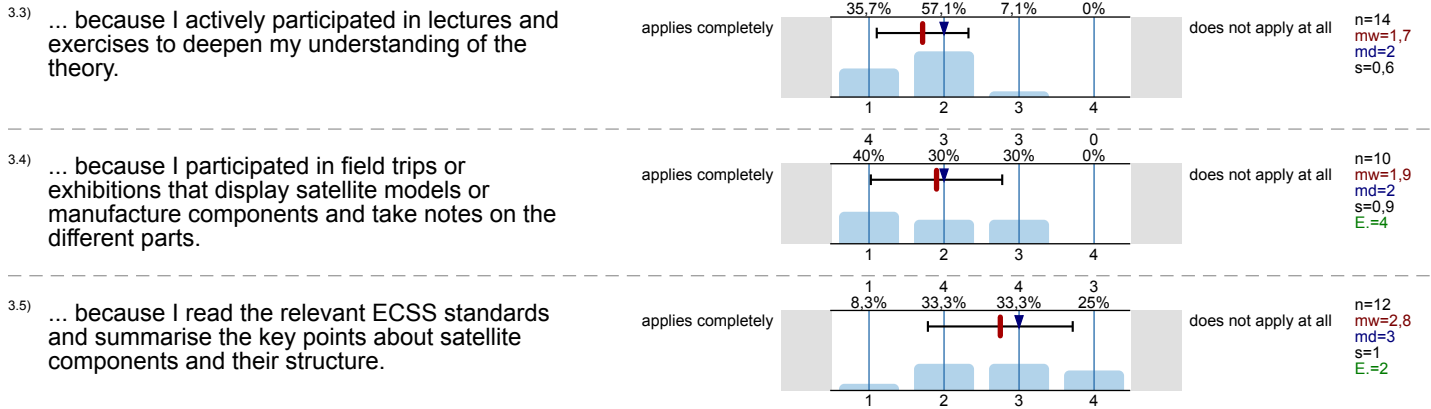 35,7% 57,1% 7,1% 0%
3.3) ... because I actively participated in lectures and
exercises to deepen my understanding of the
theory.
applies completely
does not apply at all
n=14
mw=1,7
md=2
s=0,6
1 2 3 4
4 3 3 0
40% 30% 30% 0%
3.4) ... because I participated in field trips or
exhibitions that display satellite models or
manufacture components and take notes on the
different parts.
applies completely
does not apply at all
n=10
mw=1,9
md=2
s=0,9
E.=4
1 2 3 4
1 4 4 3
8,3% 33,3% 33,3% 25%
3.5) ... because I read the relevant ECSS standards
and summarise the key points about satellite
components and their structure.
applies completely
does not apply at all
n=12
mw=2,8
md=3
s=1
E.=2
1 2 3 4